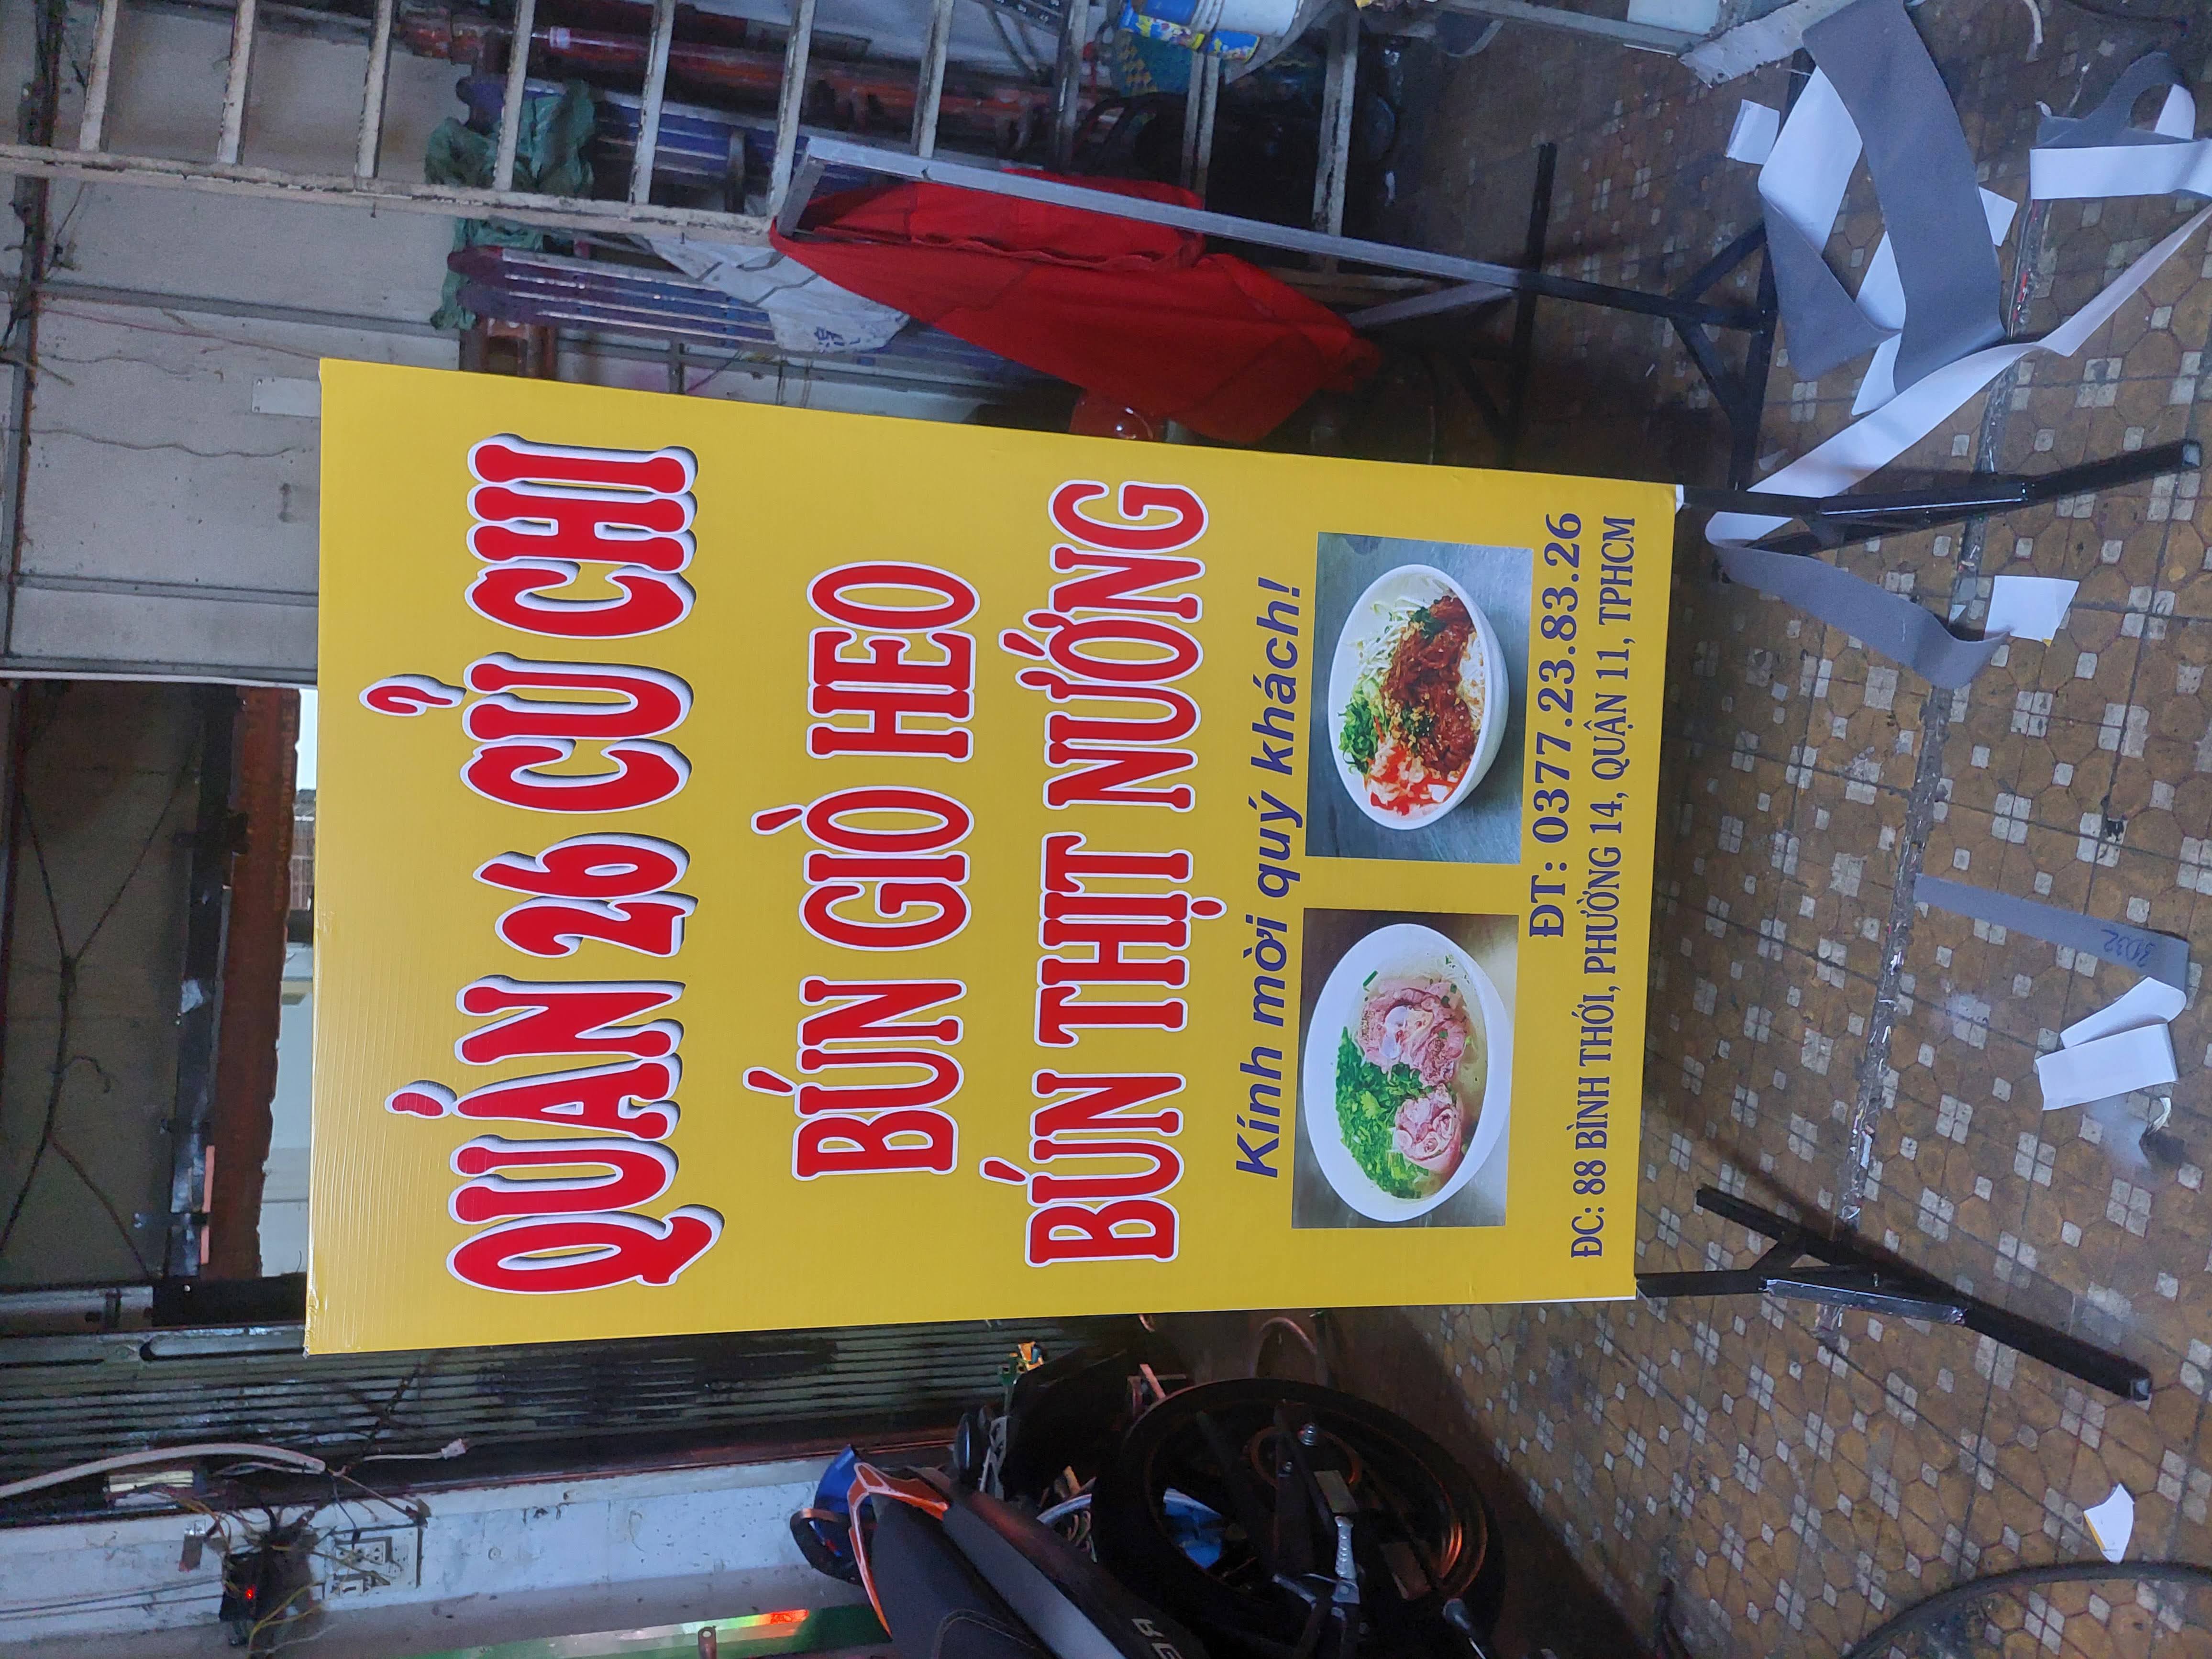 QUÁN 26 CỦ CHI
BÚN GIÒ HEO
BÚN THỊT NƯỚNG
Kính mời quý khách!
ĐT: 0377.23.83.26
ĐC: 88 BÌNH THỚI, PHƯỜNG 14, QUẬN 11, TPHCM
3032